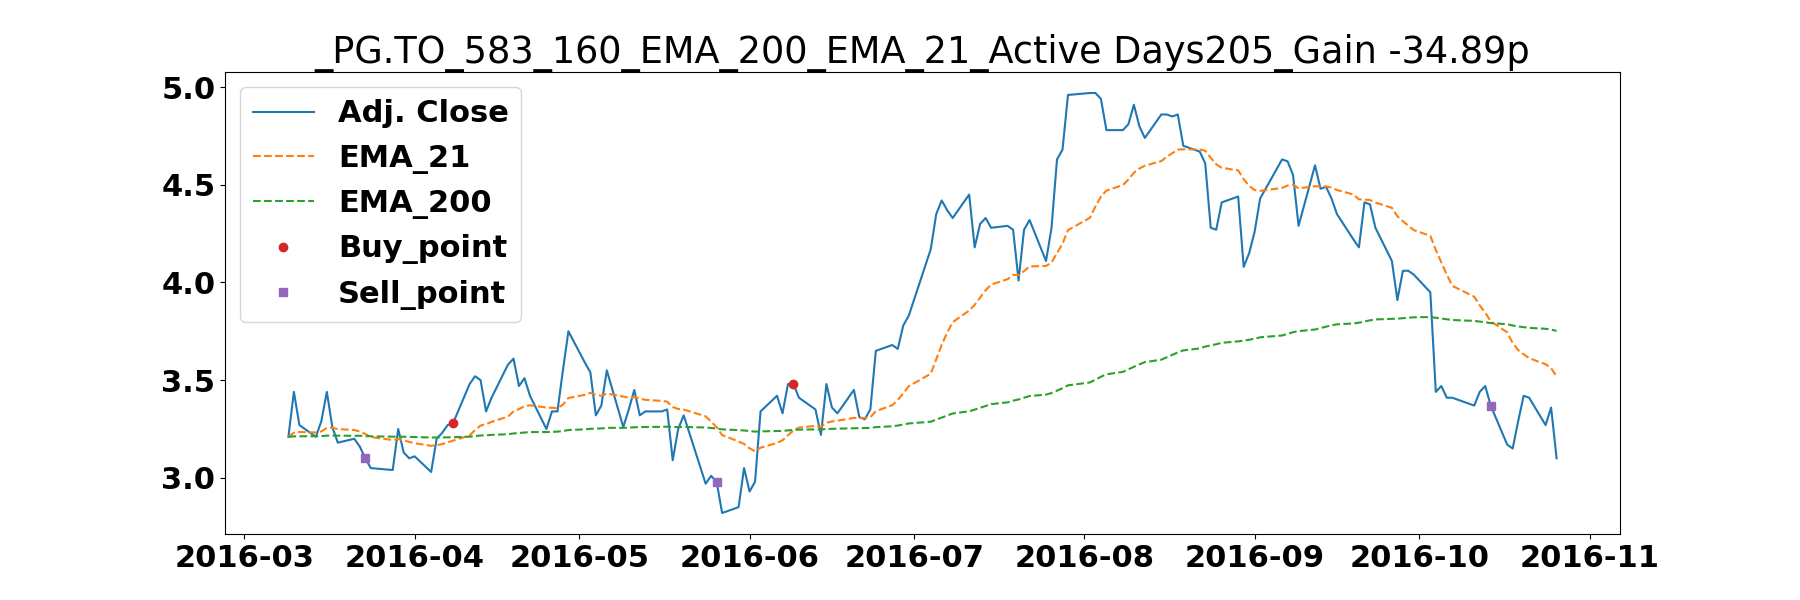 _PG.TO_583_160_EMA_200_EMA_21_Active Days205_Gain -34.89p
5.0
4.5
4.0
3.5
3.0
Adj. Close
EMA_21
EMA_200
Buy_point
Sell_point
2016-03 2016-04 2016-05 2016-06 2016-07 2016-08 2016-09 2016-10 2016-11